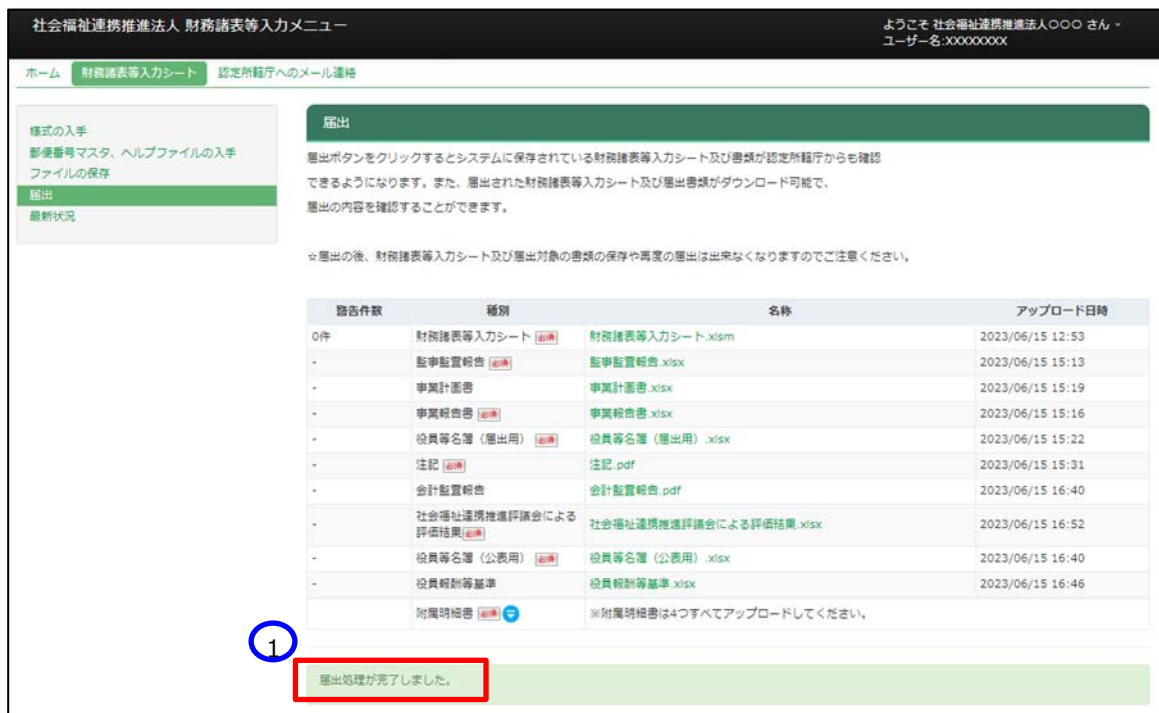 社会福祉連携推進法人 財務諸表等入力メニュー
ようこそ 社会福祉連携推進法人〇〇〇 さん
ユーザー名:XXXXXXXX
ホーム 財務諸表等入力シート 認定所轄庁へのメール連絡
様式の入手
郵便番号マスタ、ヘルプファイルの入手
ファイルの保存
届出
最新状況
届出
届出ボタンをクリックするとシステムに保存されている財務諸表等入力シート及び書類が認定所轄庁からも確認
できるようになります。また、届出された財務諸表等入力シート及び届出書類がダウンロード可能で、
届出の内容を確認することができます。
☆届出の後、財務諸表等入力シート及び届出対象の書類の保存や再度の届出は出来なくなりますのでご注意ください。
警告件数 種別 名称 アップロード日時
0件 財務諸表等入力シート 必須 財務諸表等入力シート.xlsm 2023/06/15 12:53
- 監事監査報告 必須 監事監査報告.xlsx 2023/06/15 15:13
- 事業計画書 事業計画書.xlsx 2023/06/15 15:19
- 事業報告書 必須 事業報告書.xlsx 2023/06/15 15:16
- 役員等名簿（届出用） 必須 役員等名簿（届出用）.xlsx 2023/06/15 15:22
- 注記 必須 注記.pdf 2023/06/15 15:31
- 会計監査報告 会計監査報告.pdf 2023/06/15 16:40
- 社会福祉連携推進評議会による
評価結果 必須 社会福祉連携推進評議会による評価結果.xlsx 2023/06/15 16:52
- 役員等名簿（公表用） 必須 役員等名簿（公表用）.xlsx 2023/06/15 16:40
- 役員報酬等基準 役員報酬等基準.xlsx 2023/06/15 16:46
附属明細書 必須 ※附属明細書は4つすべてアップロードしてください。
1
届出処理が完了しました。